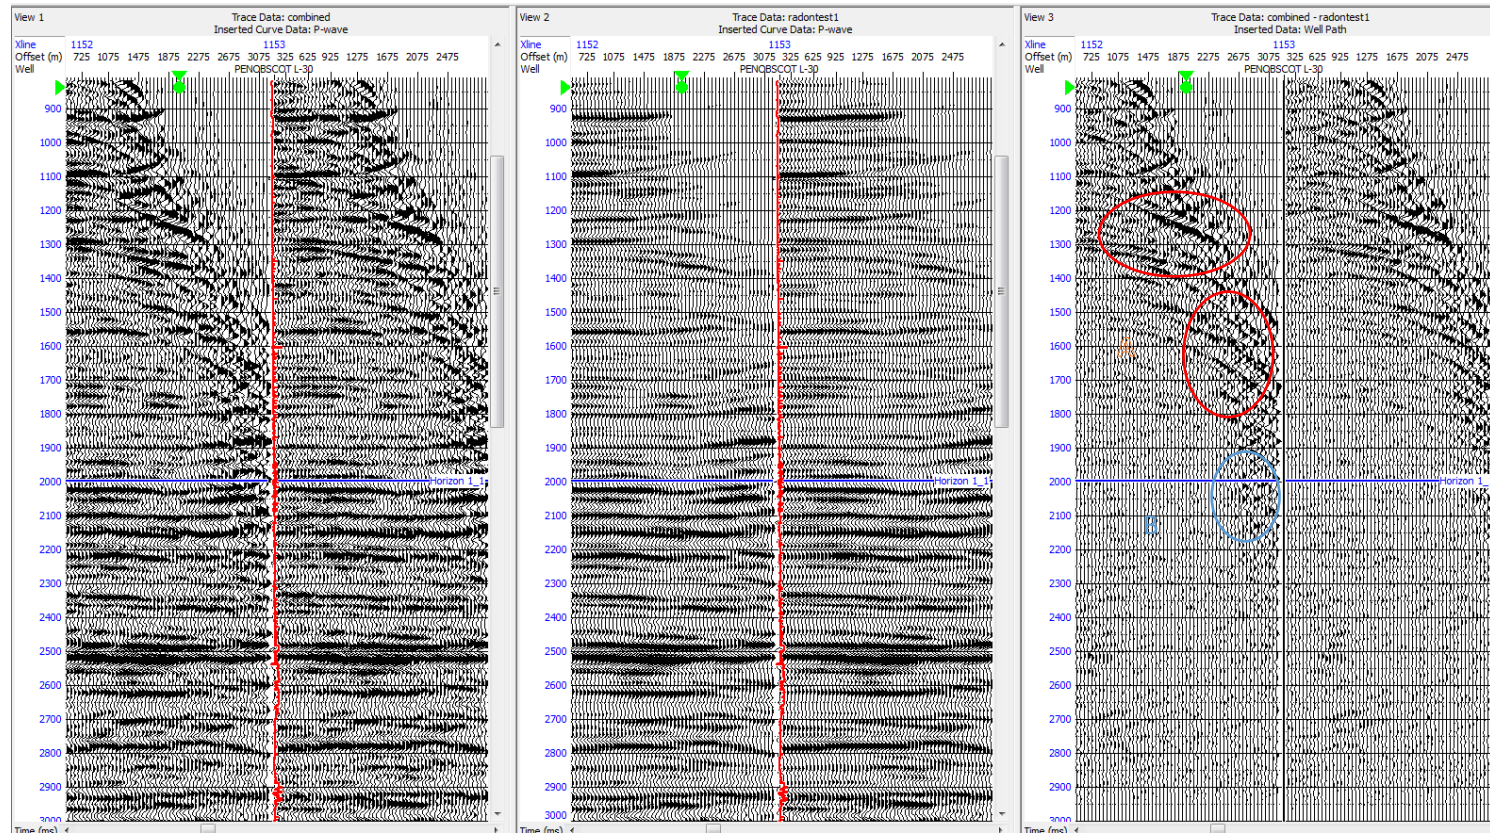 View 1 Trace Data: combined
Inserted Curve Data: P-wave
Xline 1152 1153
Offset (m) 725 1075 1475 1875 2275 2675 3075 325 925 1275 1675 2075 2475
Well PENOBSCOT L-30
900
1000
1100
1200
1300
1400
1500
1600
1700
1800
1900
2000 Horizon 1_1
2100
2200
2300
2400
2500
2600
2700
2800
2900
3000
Time (ms)
View 2 Trace Data: radontest1
Inserted Curve Data: P-wave
Xline 1152 1153
Offset (m) 725 1075 1475 1875 2275 2675 3075 325 925 1275 1675 2075 2475
Well PENOBSCOT L-30
900
1000
1100
1200
1300
1400
1500
1600
1700
1800
1900
2000 Horizon 1_1
2100
2200
2300
2400
2500
2600
2700
2800
2900
3000
Time (ms)
View 3 Trace Data: combined - radontest1
Inserted Data: Well Path
Xline 1152 1153
Offset (m) 725 1075 1475 1875 2275 2675 3075 325 925 1275 1675 2075 2475
Well PENOBSCOT L-30
900
1000
1100
1200
1300
1400
1500
1600 A
1700
1800
1900
2000 Horizon 1_
2100 B
2200
2300
2400
2500
2600
2700
2800
2900
3000
Time (ms)